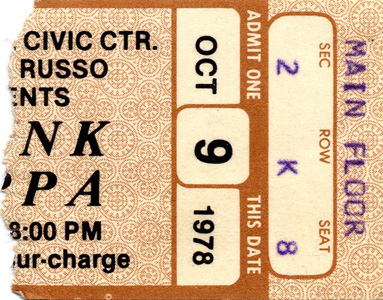 . CIVIC CTR.
RUSSO
ENTS
NK
PPA
8:00 PM
ur-charge
OCT
9
1978
ADMIT ONE
THIS DATE
SEC ROW SEAT
2 K 8
MAIN FLOOR